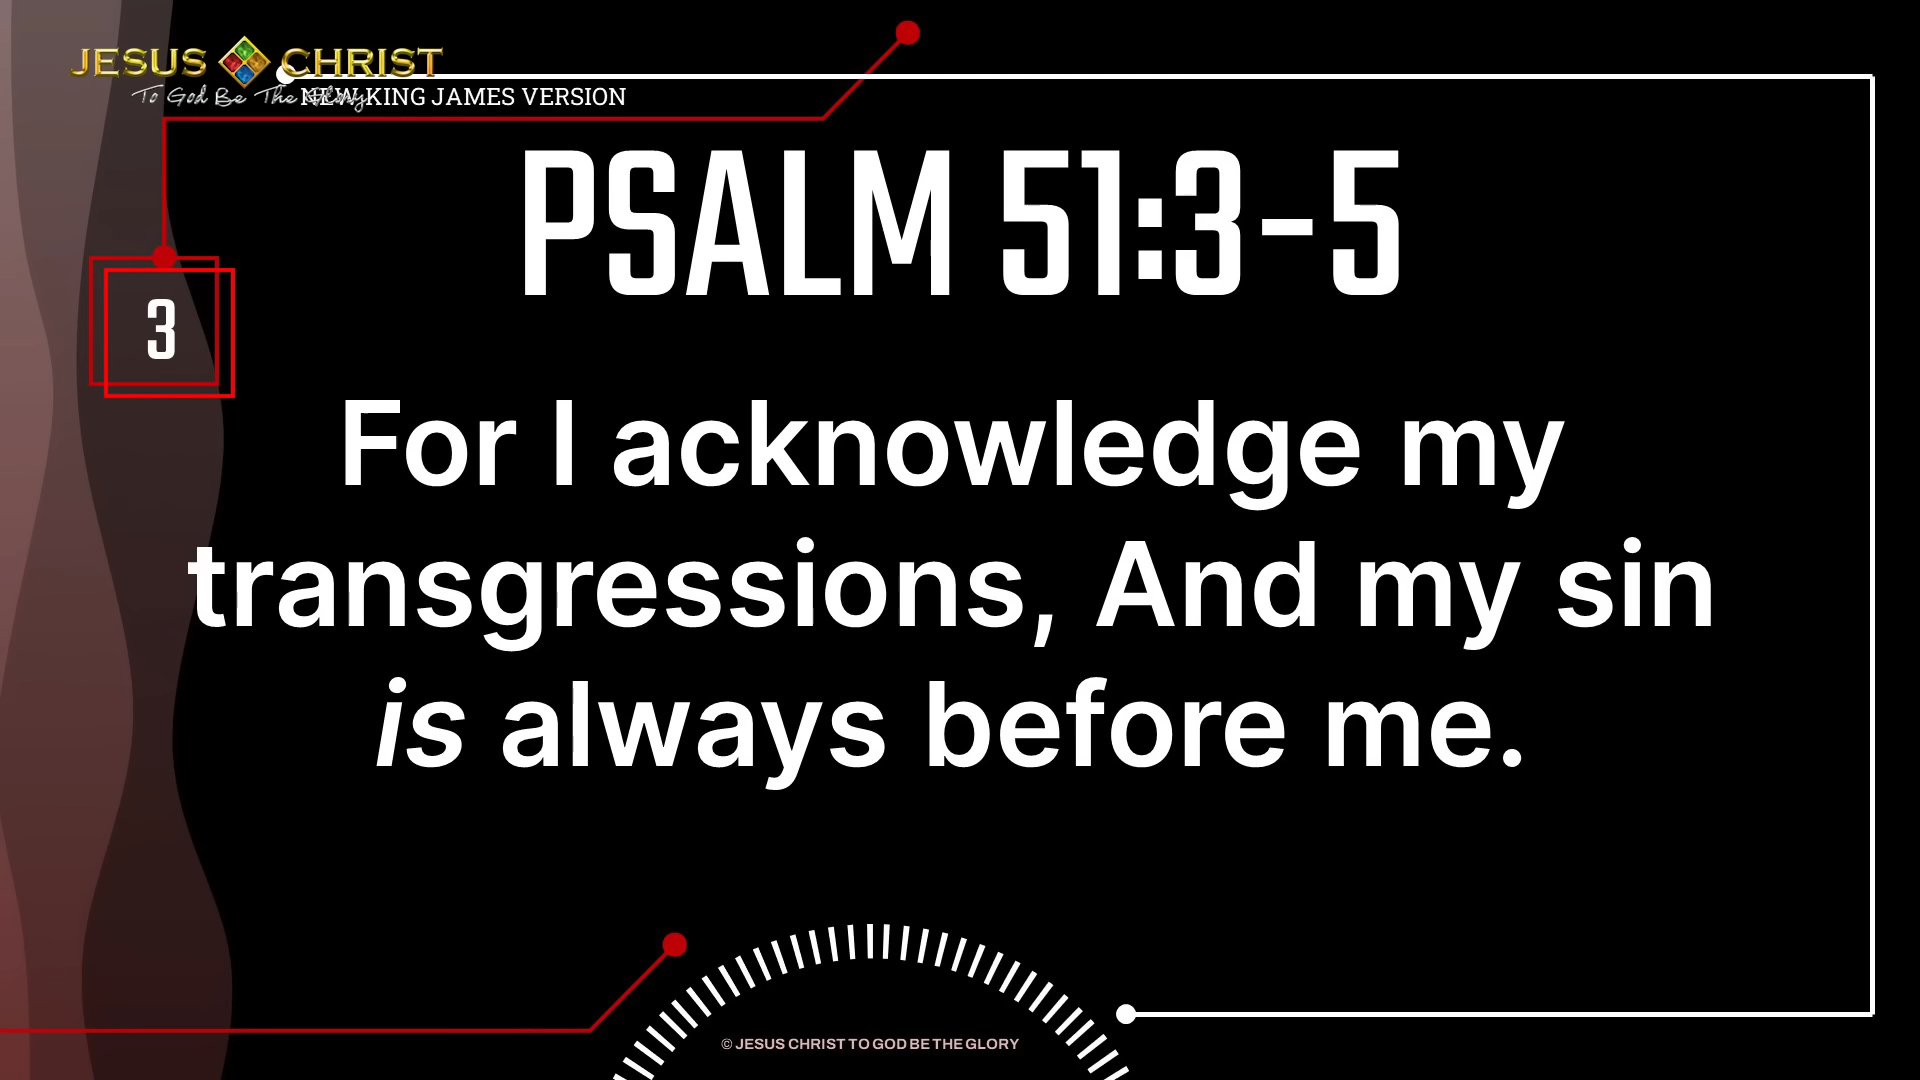 JESUS CHRIST
To God Be The Glory
NEW KING JAMES VERSION
PSALM 51:3-5
3
For I acknowledge my
transgressions, And my sin
is always before me.
© JESUS CHRIST TO GOD BE THE GLORY